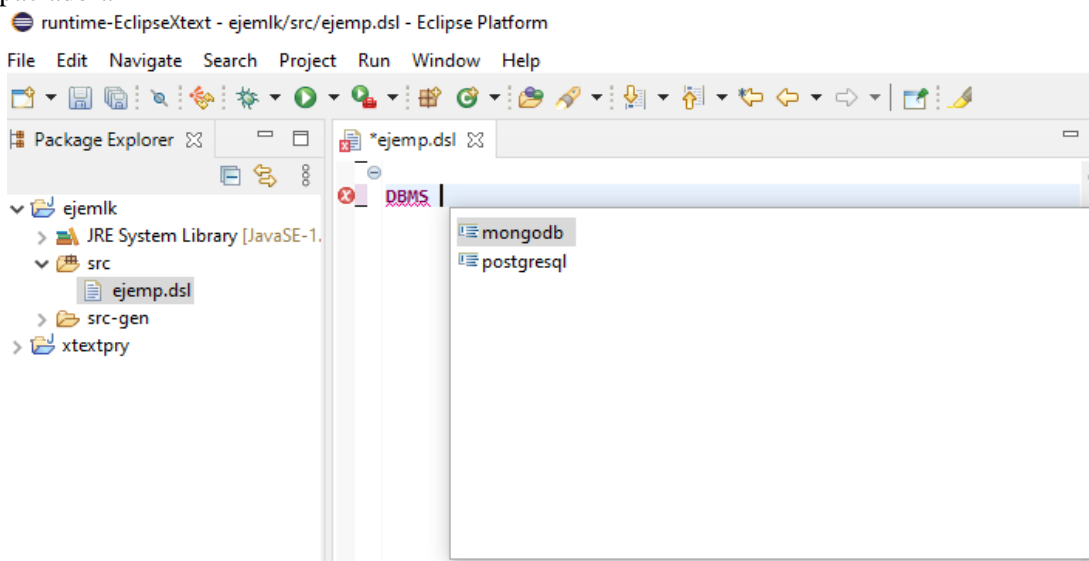 runtime-EclipseXtext - ejemlk/src/ejemp.dsl - Eclipse Platform
File Edit Navigate Search Project Run Window Help
Package Explorer
*ejemp.dsl
DBMS
mongodb
postgresql
ejemlk
JRE System Library [JavaSE-1.
src
ejemp.dsl
src-gen
xtextpry